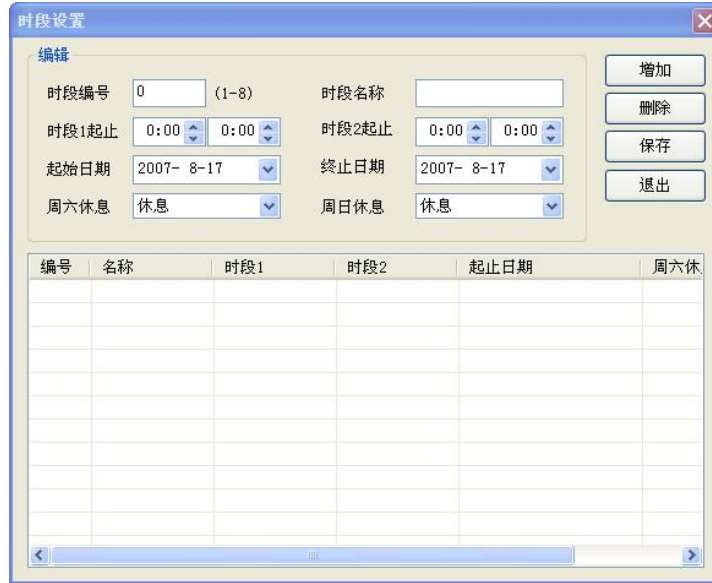 时段设置
编辑
时段编号 0 (1-8) 时段名称
时段1起止 0:00 0:00 时段2起止 0:00 0:00
起始日期 2007- 8-17 终止日期 2007- 8-17
周六休息 休息 周日休息 休息
增加
删除
保存
退出
编号 名称 时段1 时段2 起止日期 周六休